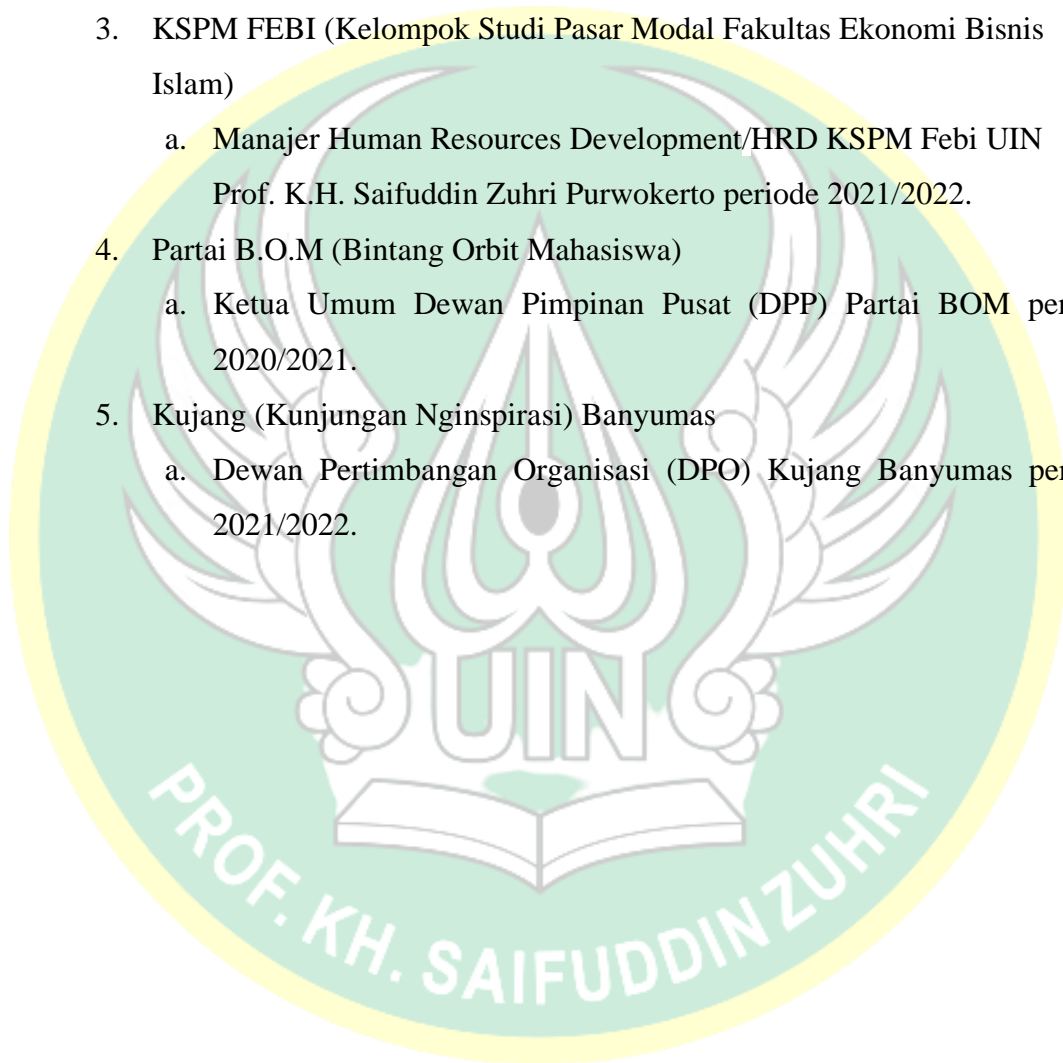 3. KSPM FEBI (Kelompok Studi Pasar Modal Fakultas Ekonomi Bisnis
Islam)
a. Manajer Human Resources Development/HRD KSPM Febi UIN
Prof. K.H. Saifuddin Zuhri Purwokerto periode 2021/2022.
4. Partai B.O.M (Bintang Orbit Mahasiswa)
a. Ketua Umum Dewan Pimpinan Pusat (DPP) Partai BOM
2020/2021.
5. Kujang (Kunjungan Nginspirasi) Banyumas
a. Dewan Pertimbangan Organisasi (DPO) Kujang Banyumas
2021/2022.
UIN
PROF. KH. SAIFUDDIN ZUHRI